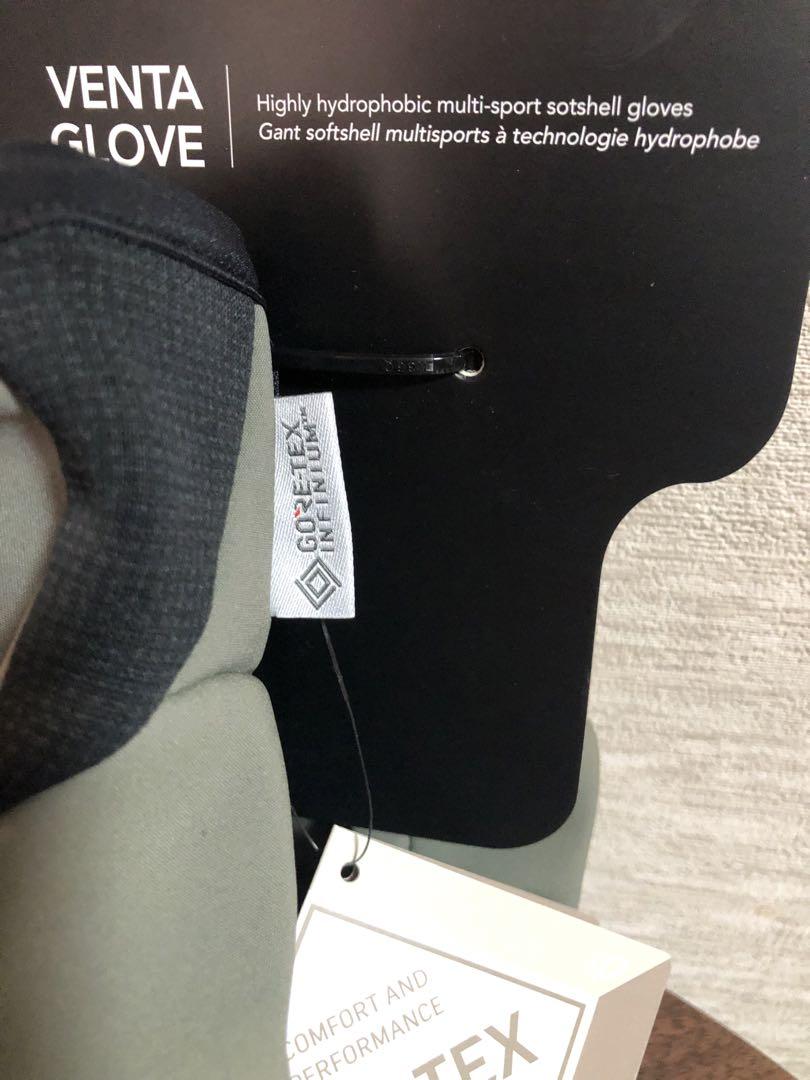 VENTA
GLOVE
Highly hydrophobic multi-sport sotshell gloves
Gant softshell multisports à technologie hydrophobe
GORE-TEX
INFINIUM™
COMFORT AND
PERFORMANCE
-TEX